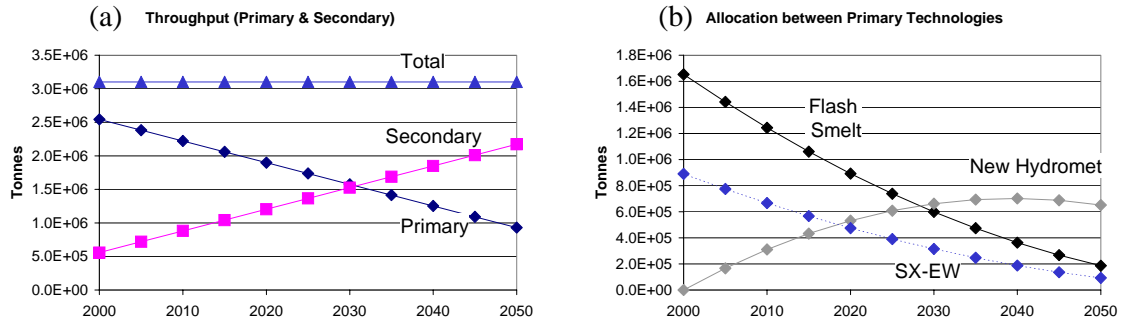 (a) Throughput (Primary & Secondary)
3.5E+06
3.0E+06
2.5E+06
2.0E+06
1.5E+06
1.0E+06
5.0E+05
0.0E+00
Tonnes
Total
Secondary
Primary
2000 2010 2020 2030 2040 2050
(b) Allocation between Primary Technologies
1.8E+06
1.6E+06
1.4E+06
1.2E+06
1.0E+06
8.0E+05
6.0E+05
4.0E+05
2.0E+05
0.0E+00
Tonnes
Flash
Smelt
New Hydromet
SX-EW
2000 2010 2020 2030 2040 2050